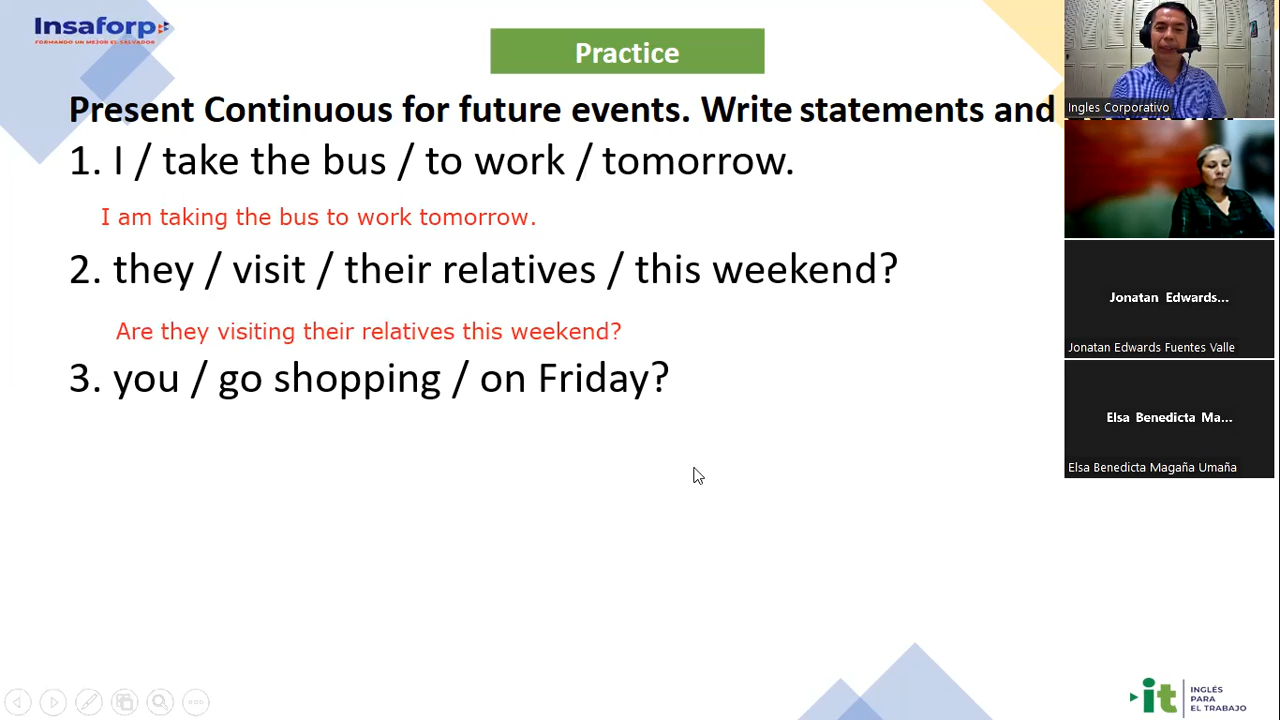 Insaforp
FORMANDO UN MEJOR EL SALVADOR
Practice
Present Continuous for future events. Write statements and
1. I / take the bus / to work / tomorrow.
I am taking the bus to work tomorrow.
2. they / visit / their relatives / this weekend?
Are they visiting their relatives this weekend?
3. you / go shopping / on Friday?
Ingles Corporativo
Jonatan Edwards...
Jonatan Edwards Fuentes Valle
Elsa Benedicta Ma...
Elsa Benedicta Magaña Umaña
it
INGLÉS
PARA
EL TRABAJO